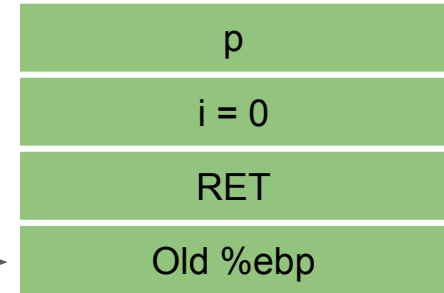 p
i = 0
RET
Old %ebp